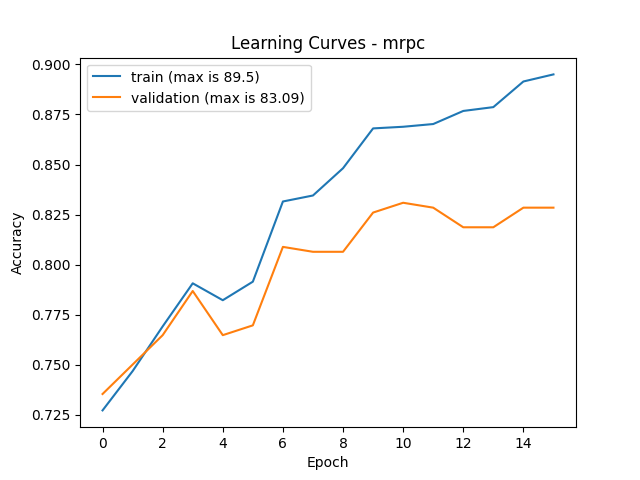 Learning Curves - mrpc
train (max is 89.5)
validation (max is 83.09)
Accuracy
0.900
0.875
0.850
0.825
0.800
0.775
0.750
0.725
0 2 4 6 8 10 12 14
Epoch